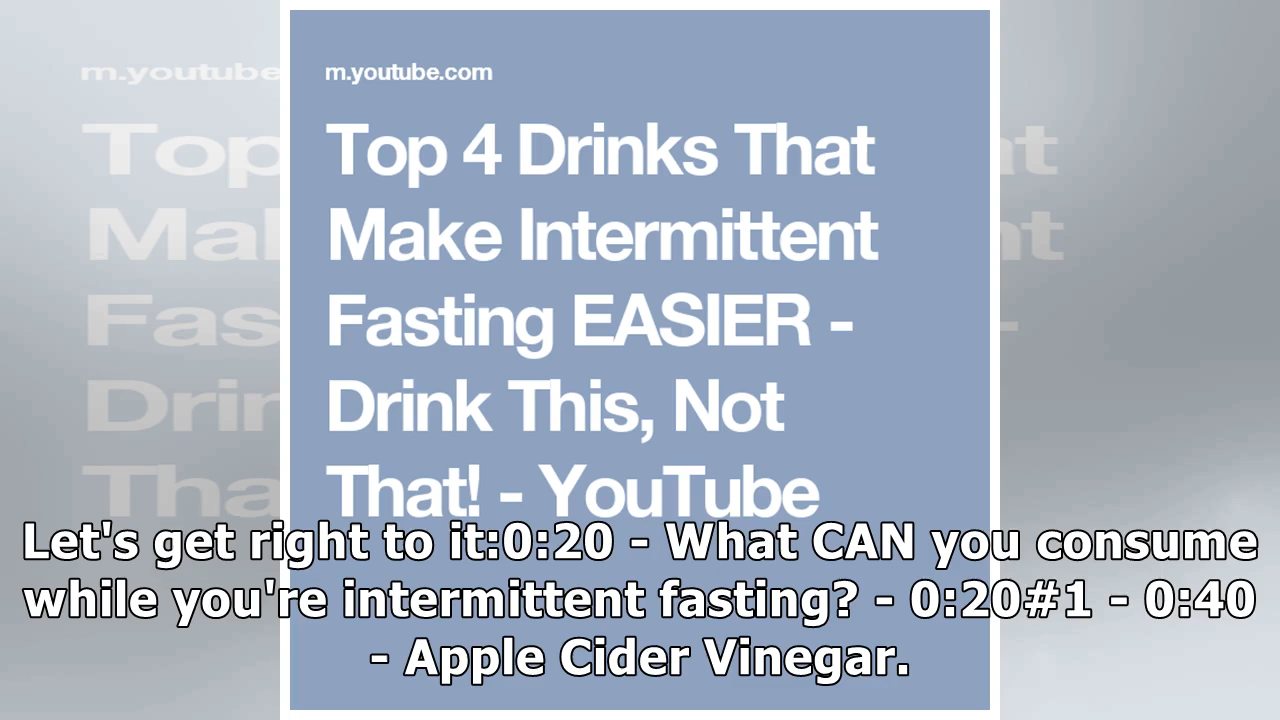 m.youtube.com
Top 4 Drinks That
Make Intermittent
Fasting EASIER -
Drink This, Not
That! - YouTube
Let's get right to it:0:20 - What CAN you consume
while you're intermittent fasting? - 0:20#1 - 0:40
- Apple Cider Vinegar.